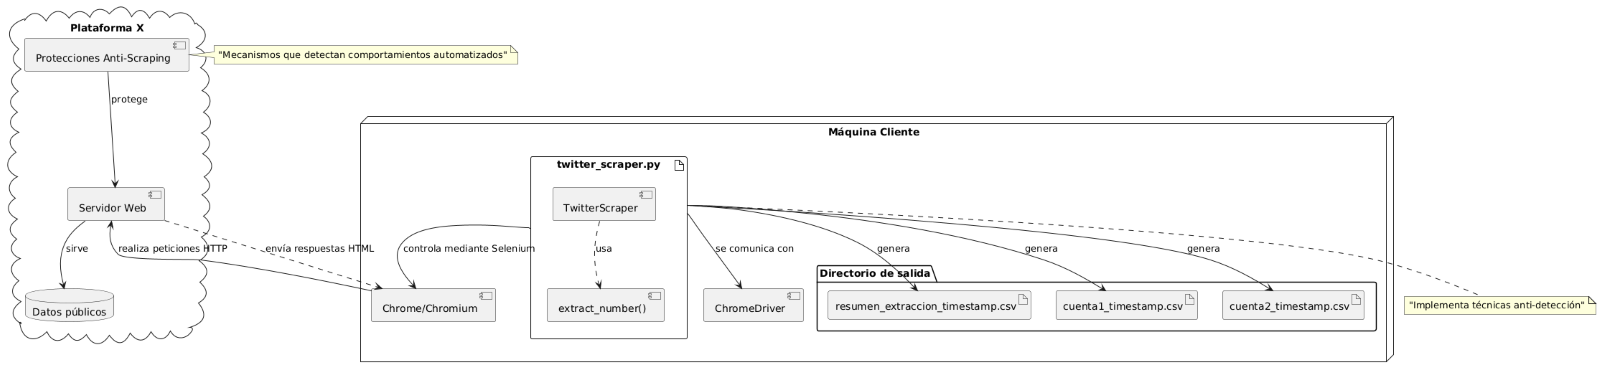 Plataforma X
Protecciones Anti-Scraping
"Mecanismos que detectan comportamientos automatizados"
protege
Máquina Cliente
twitter_scraper.py
TwitterScraper
Servidor Web
sirve
realiza peticiones HTTP
envía respuestas HTML
controla mediante Selenium
usa
se comunica con
genera
genera
genera
Directorio de salida
Datos públicos
Chrome/Chromium
extract_number()
ChromeDriver
resumen_extraccion_timestamp.csv
cuenta1_timestamp.csv
cuenta2_timestamp.csv
"Implementa técnicas anti-detección"